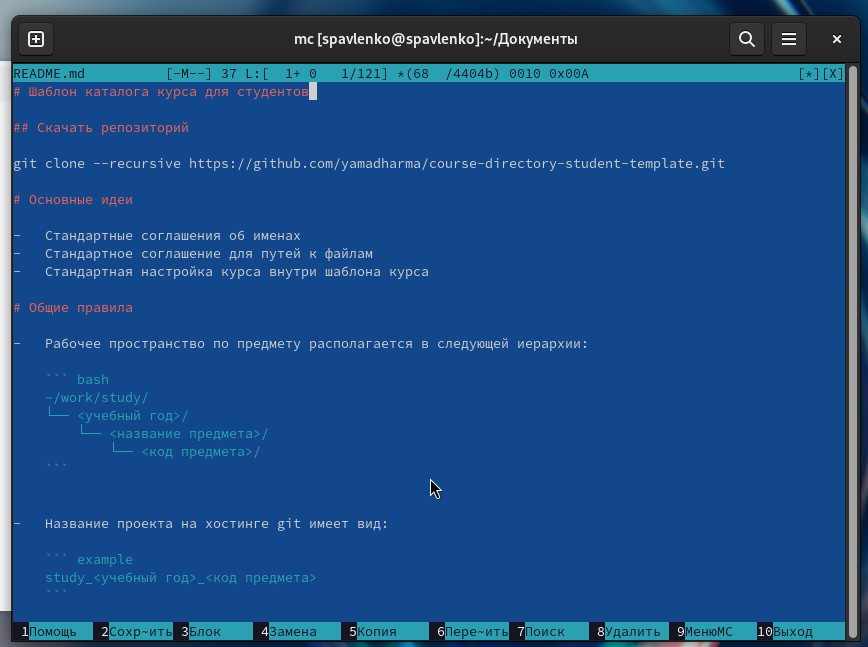 mc [spavlenko@spavlenko]:~/Документы
README.md [-M--] 37 L:[ 1+ 0 1/121] *(68 /4404b) 0010 0x00A [*][X]
# Шаблон каталога курса для студентов
## Скачать репозиторий
git clone --recursive https://github.com/yamadharma/course-directory-student-template.git
# Основные идеи
- Стандартные соглашения об именах
- Стандартное соглашение для путей к файлам
- Стандартная настройка курса внутри шаблона курса
# Общие правила
- Рабочее пространство по предмету располагается в следующей иерархии:
``` bash
~/work/study/
└── <учебный год>/
└── <название предмета>/
└── <код предмета>/
```
- Название проекта на хостинге git имеет вид:
``` example
study_<учебный год>_<код предмета>
```
1Помощь 2Сохр~ить 3Блок 4Замена 5Копия 6Пере~ить 7Поиск 8Удалить 9МенюMC 10Выход